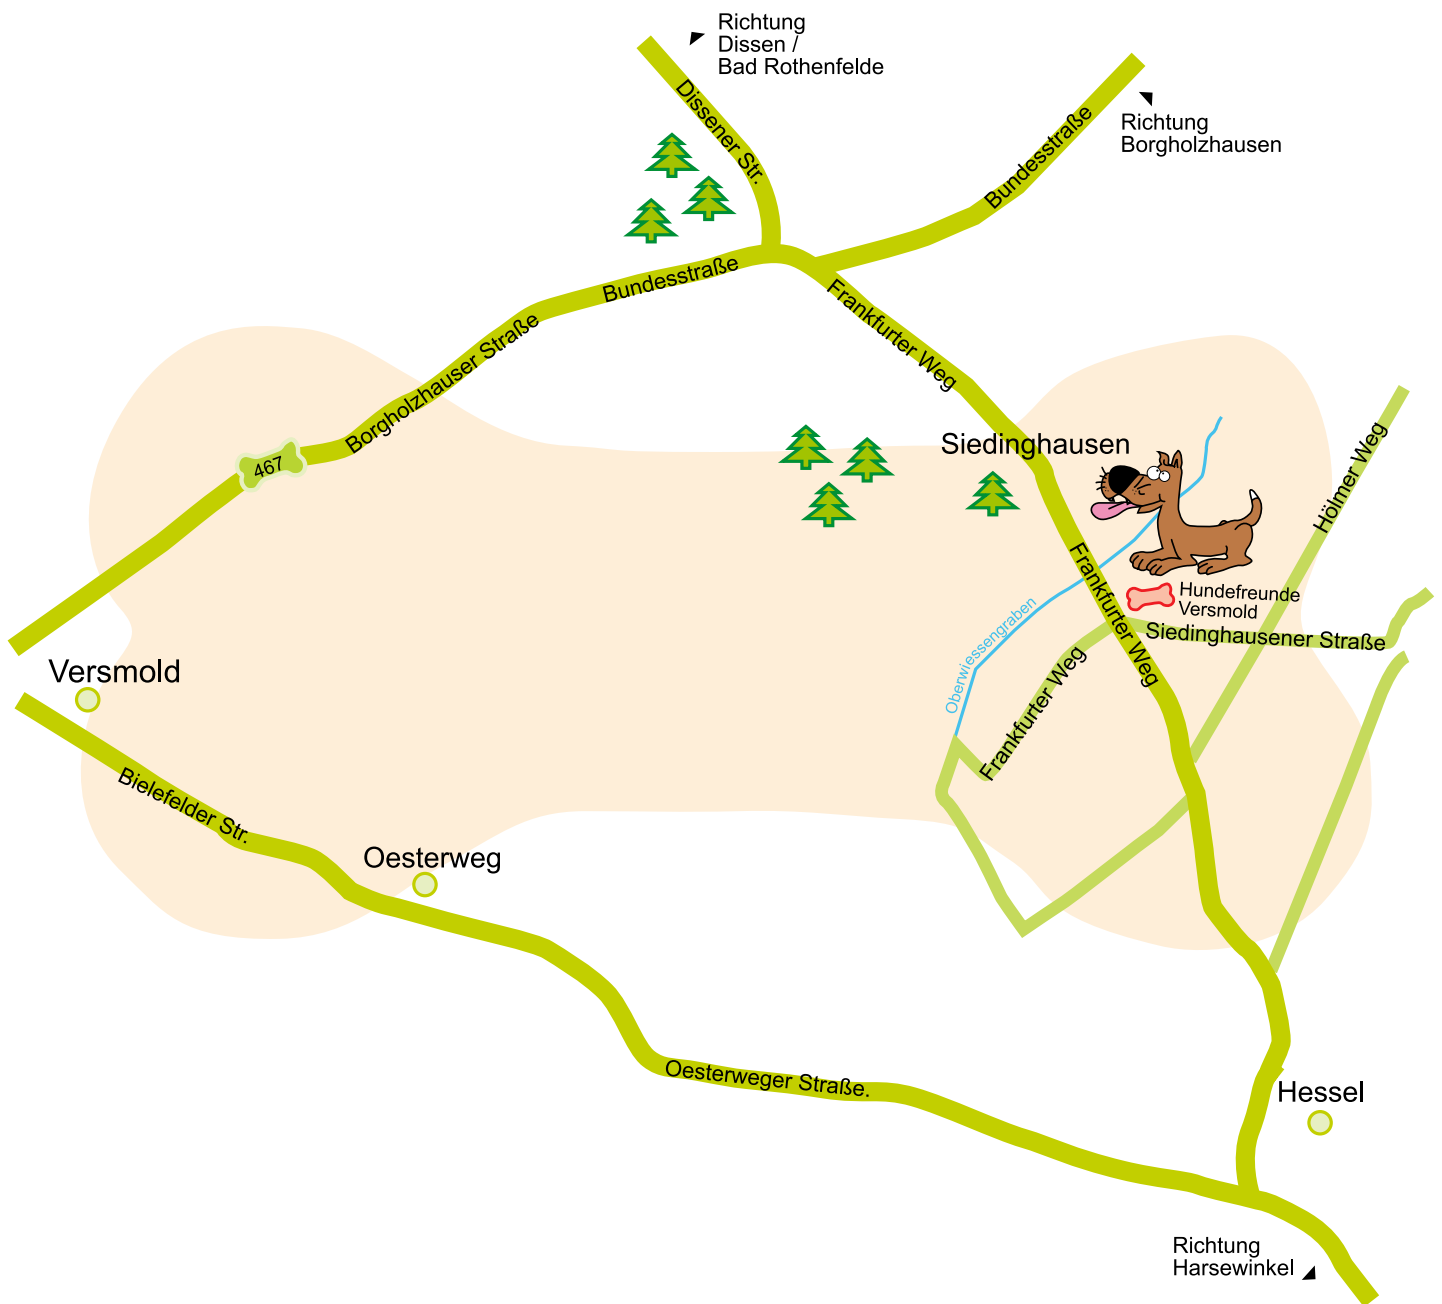 Richtung
Dissen /
Bad Rothenfelde
Dissener Str.
Richtung
Borgholzhausen
Bundesstraße
Bundesstraße
Frankfurter Weg
Borgholzhauser Straße
467
Siedinghausen
Hölmer Weg
Hundefreunde
Versmold
Frankfurter Weg
Siedinghausener Straße
Oberwiessengraben
Frankfurter Weg
Versmold
Bielefelder Str.
Oesterweg
Oesterweger Straße.
Hessel
Richtung
Harsewinkel